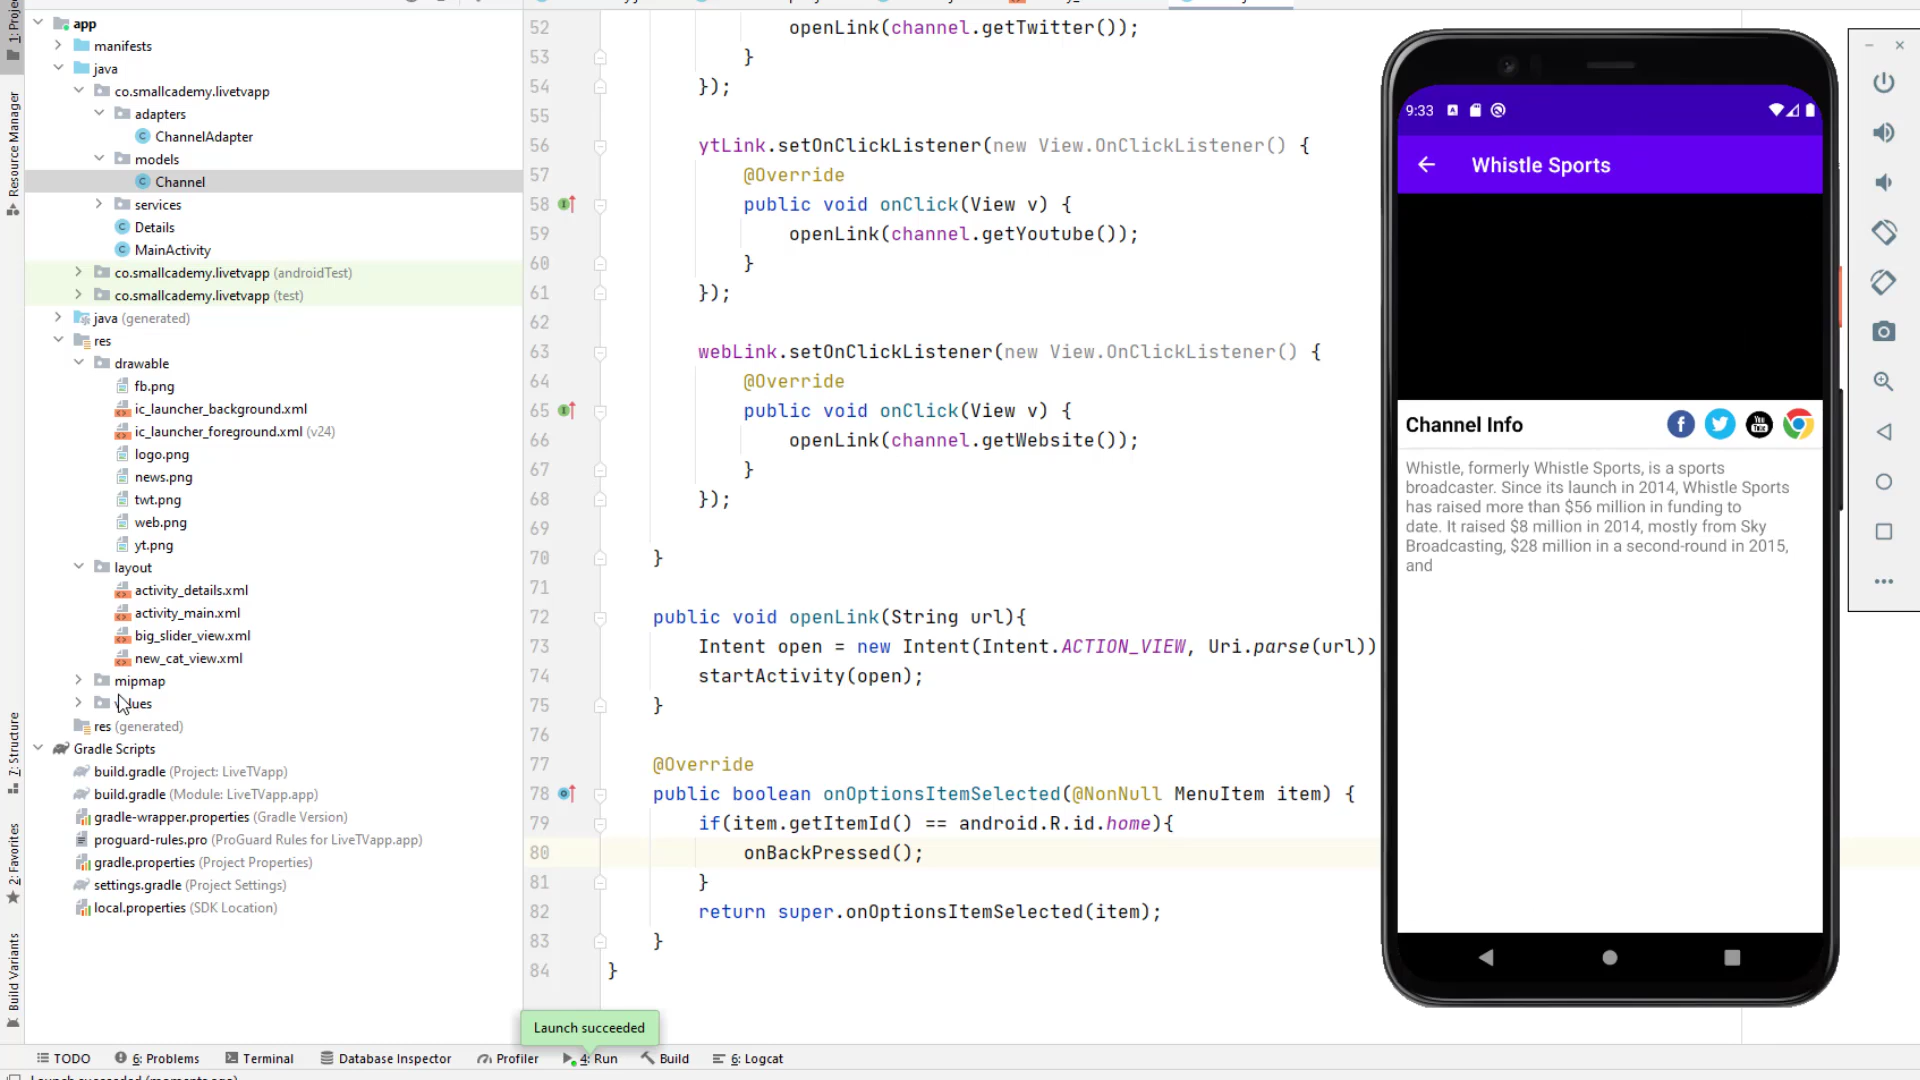 app
manifests
java
co.smallcademy.livetvapp
adapters
ChannelAdapter
models
Channel
services
Details
MainActivity
co.smallcademy.livetvapp (androidTest)
co.smallcademy.livetvapp (test)
java (generated)
res
drawable
fb.png
ic_launcher_background.xml
ic_launcher_foreground.xml (v24)
logo.png
news.png
twt.png
web.png
yt.png
layout
activity_details.xml
activity_main.xml
big_slider_view.xml
new_cat_view.xml
mipmap
res (generated)
Gradle Scripts
build.gradle (Project: LiveTVapp)
build.gradle (Module: LiveTVapp.app)
gradle-wrapper.properties (Gradle Version)
proguard-rules.pro (ProGuard Rules for LiveTVapp.app)
gradle.properties (Project Properties)
settings.gradle (Project Settings)
local.properties (SDK Location)
Resource Manager
7: Structure
2: Favorites
Build Variants
52 openLink(channel.getTwitter());
53 }
54 });
55
56 ytLink.setOnClickListener(new View.OnClickListener() {
57 @Override
58 public void onClick(View v) {
59 openLink(channel.getYoutube());
60 }
61 });
62
63 webLink.setOnClickListener(new View.OnClickListener() {
64 @Override
65 public void onClick(View v) {
66 openLink(channel.getWebsite());
67 }
68 });
69
70 }
71
72 public void openLink(String url){
73 Intent open = new Intent(Intent.ACTION_VIEW, Uri.parse(url))
74 startActivity(open);
75 }
76
77 @Override
78 public boolean onOptionsItemSelected(@NonNull MenuItem item) {
79 if(item.getItemId() == android.R.id.home){
80 onBackPressed();
81 }
82 return super.onOptionsItemSelected(item);
83 }
84 }
9:33
Whistle Sports
Channel Info
Whistle, formerly Whistle Sports, is a sports
broadcaster. Since its launch in 2014, Whistle Sports
has raised more than $56 million in funding to
date. It raised $8 million in 2014, mostly from Sky
Broadcasting, $28 million in a second-round in 2015,
and
Launch succeeded
TODO 6: Problems Terminal Database Inspector Profiler 4: Run Build 6: Logcat